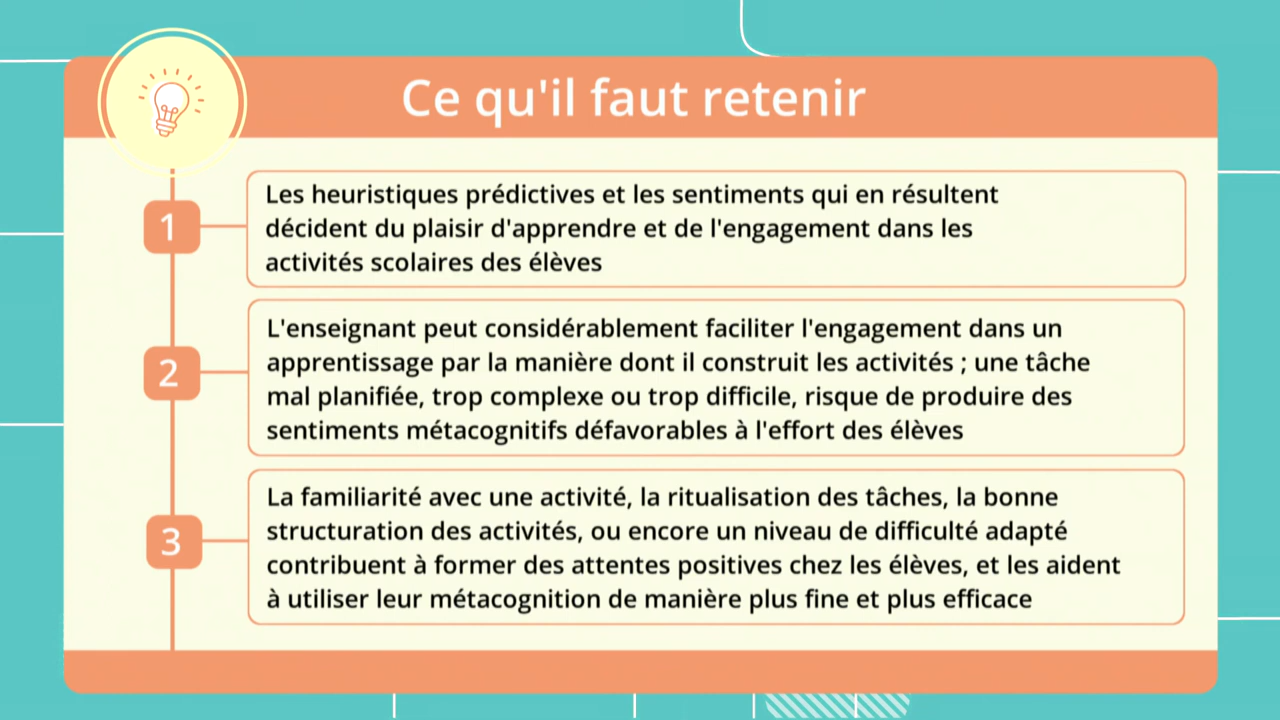 Ce qu'il faut retenir
1
Les heuristiques prédictives et les sentiments qui en résultent
décident du plaisir d'apprendre et de l'engagement dans les
activités scolaires des élèves
2
L'enseignant peut considérablement faciliter l'engagement dans un
apprentissage par la manière dont il construit les activités ; une tâche
mal planifiée, trop complexe ou trop difficile, risque de produire des
sentiments métacognitifs défavorables à l'effort des élèves
3
La familiarité avec une activité, la ritualisation des tâches, la bonne
structuration des activités, ou encore un niveau de difficulté adapté
contribuent à former des attentes positives chez les élèves, et les aident
à utiliser leur métacognition de manière plus fine et plus efficace